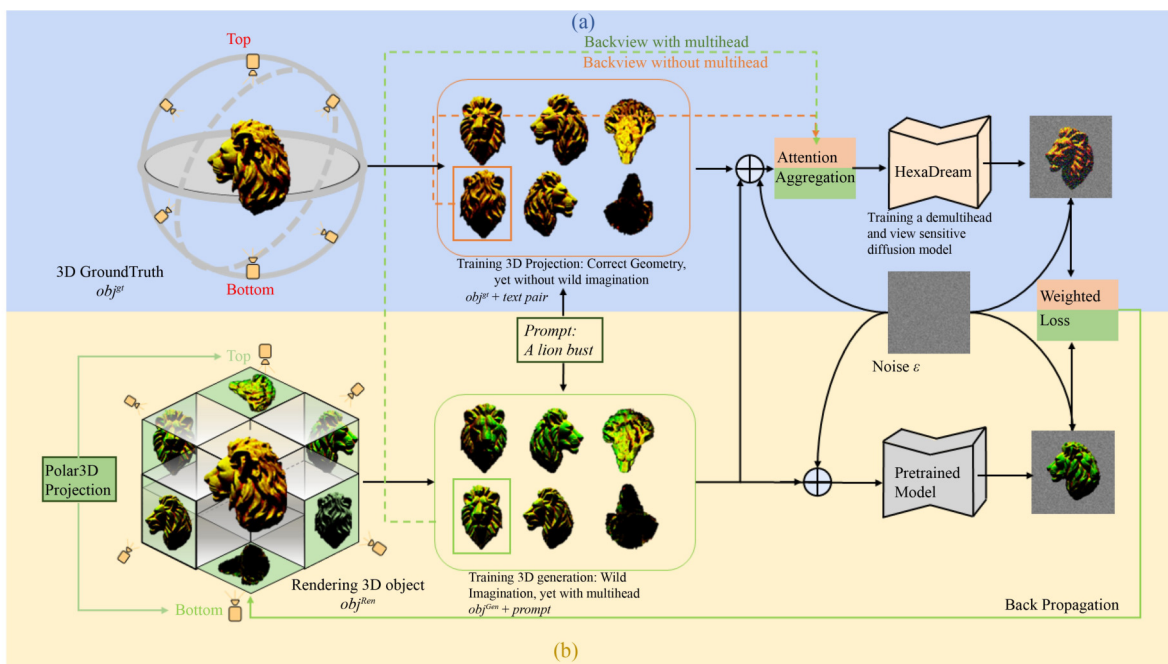 (a)
Top
Backview with multihead
Backview without multihead
Attention
Aggregation
HexaDream
Training a demultihead
and view sensitive
diffusion model
3D GroundTruth
obj^gt
Bottom
Training 3D Projection: Correct Geometry,
yet without wild imagination
obj^gt + text pair
Weighted
Loss
Prompt:
A lion bust
Noise ε
Top
Polar3D
Projection
Pretrained
Model
Rendering 3D object
obj^Ren
Bottom
Training 3D generation: Wild
Imagination, yet with multihead
obj^Gen + prompt
Back Propagation
(b)